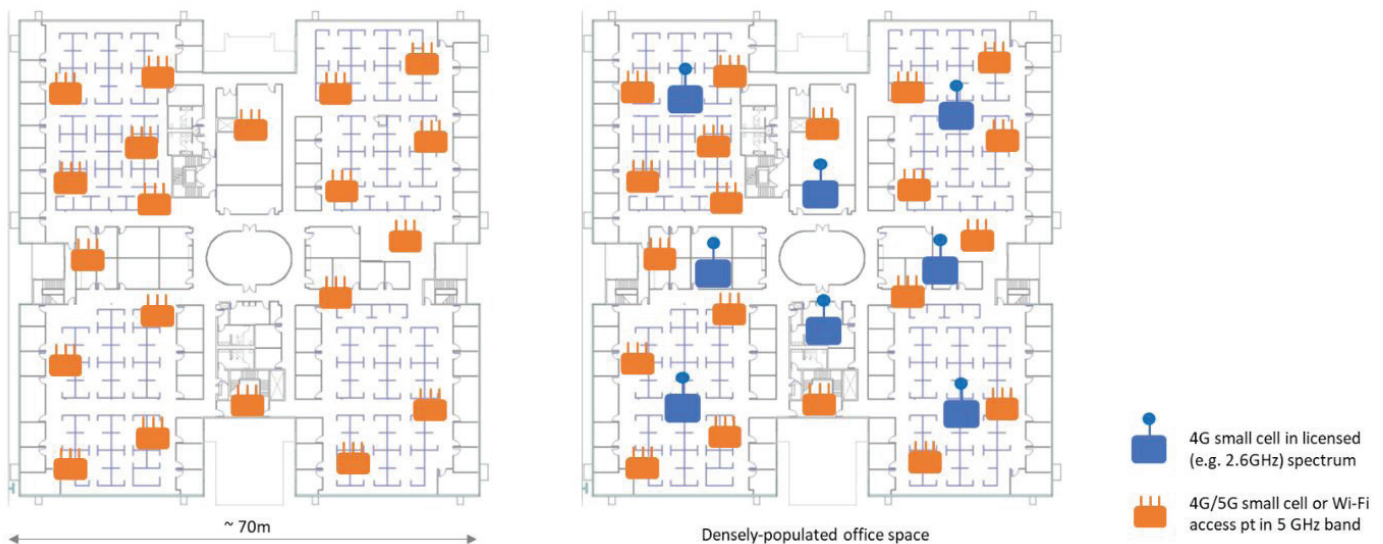 ~ 70m
Densely-populated office space
4G small cell in licensed
(e.g. 2.6GHz) spectrum
4G/5G small cell or Wi-Fi
access pt in 5 GHz band